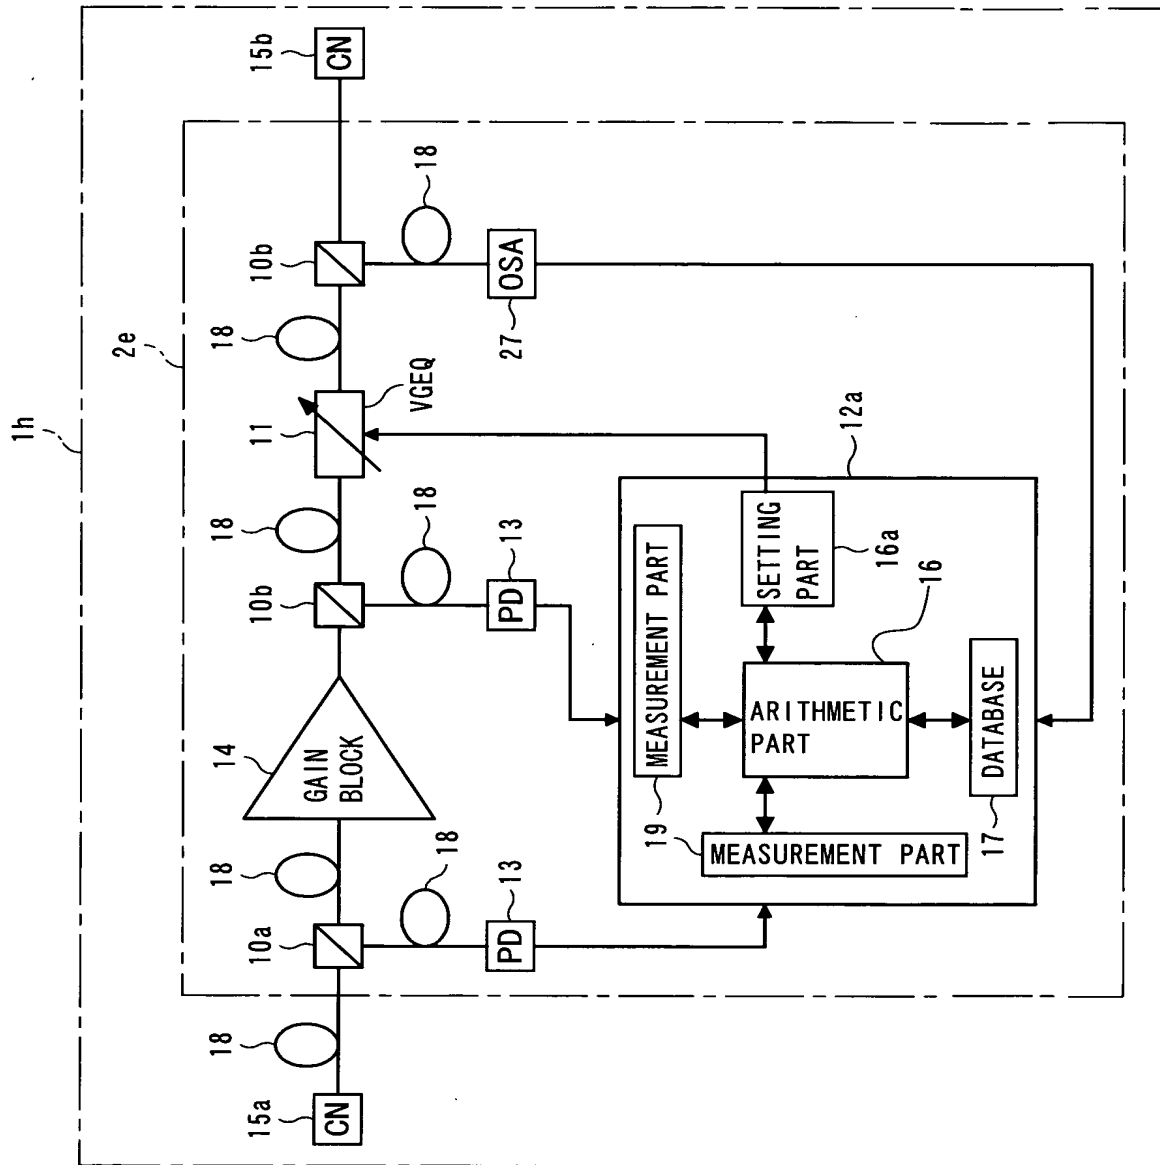 1h
2e
15a
CN
18
10a
18
14
GAIN
BLOCK
10b
18
11
VGEQ
18
10b
15b
CN
18
PD
13
18
PD
13
18
OSA
27
12a
MEASUREMENT PART
19
MEASUREMENT PART
SETTING
PART
16a
ARITHMETIC
PART
16
DATABASE
17